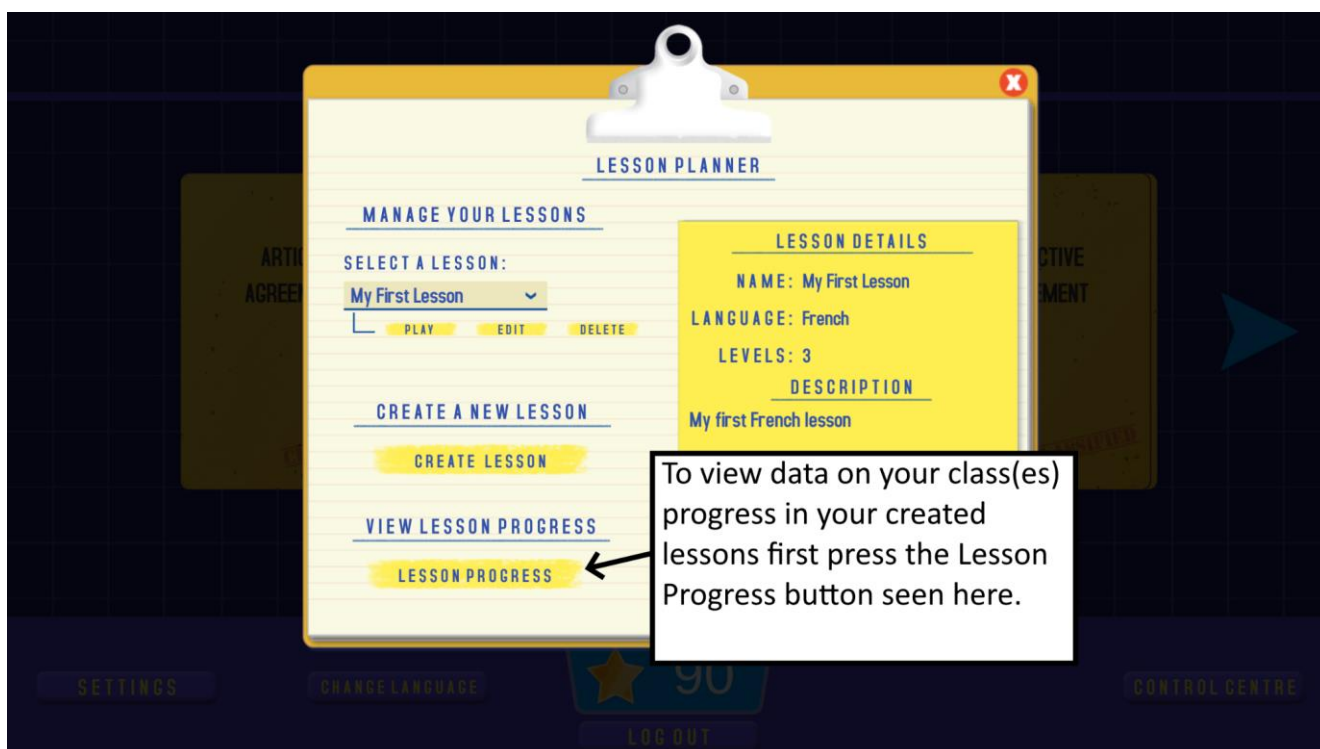 X
LESSON PLANNER
MANAGE YOUR LESSONS
SELECT A LESSON:
My First Lesson
PLAY EDIT DELETE
CREATE A NEW LESSON
CREATE LESSON
VIEW LESSON PROGRESS
LESSON PROGRESS
LESSON DETAILS
NAME: My First Lesson
LANGUAGE: French
LEVELS: 3
DESCRIPTION
My first French lesson
To view data on your class(es)
progress in your created
lessons first press the Lesson
Progress button seen here.
SETTINGS
CHANGE LANGUAGE
90
LOG OUT
CONTROL CENTRE